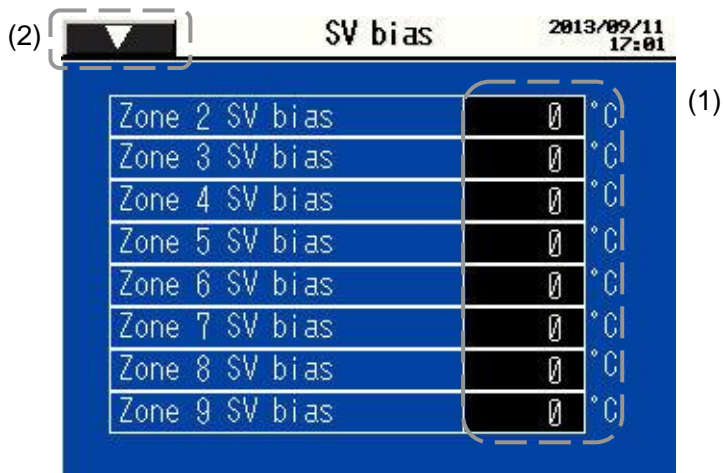 (2) ▼ SV bias 2013/09/11
17:01
(1)
Zone 2 SV bias 0 °C
Zone 3 SV bias 0 °C
Zone 4 SV bias 0 °C
Zone 5 SV bias 0 °C
Zone 6 SV bias 0 °C
Zone 7 SV bias 0 °C
Zone 8 SV bias 0 °C
Zone 9 SV bias 0 °C